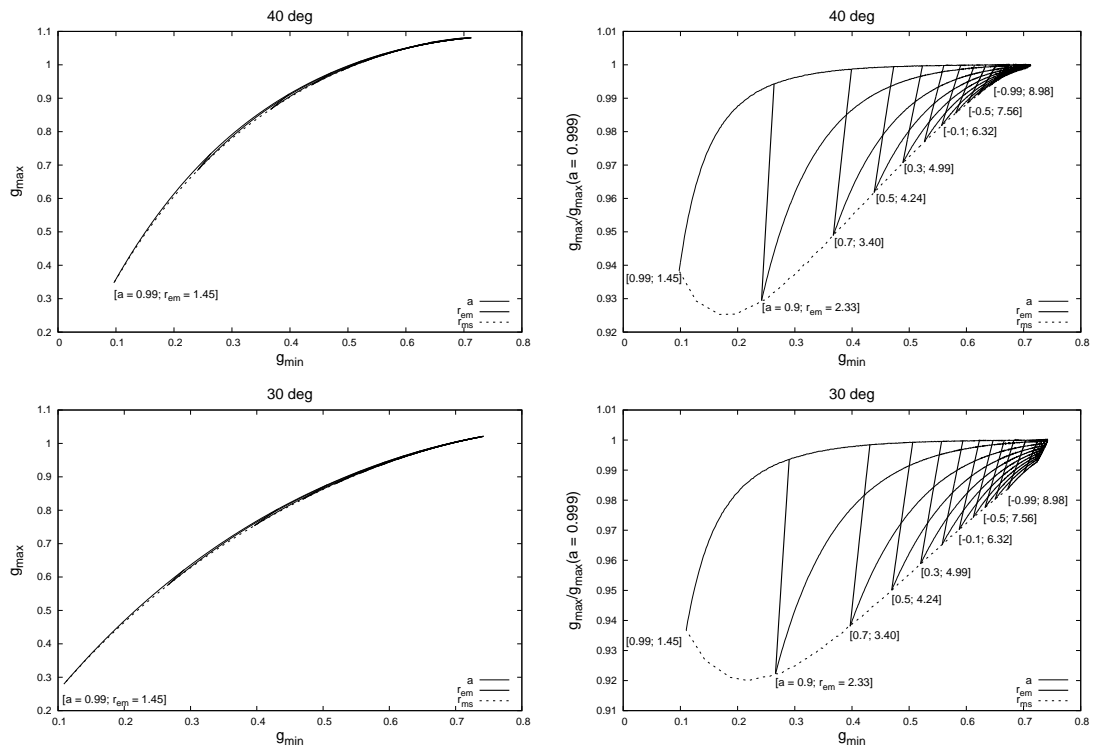 40 deg
g_max
1.1
1
0.9
0.8
0.7
0.6
0.5
0.4
0.3
0.2
[a = 0.99; r_em = 1.45]
a
r_em
r_ms
0 0.1 0.2 0.3 0.4 0.5 0.6 0.7 0.8
g_min
40 deg
g_max/g_max(a = 0.999)
1.01
1
0.99
0.98
0.97
0.96
0.95
0.94
0.93
0.92
[-0.99; 8.98]
[-0.5; 7.56]
[-0.1; 6.32]
[0.3; 4.99]
[0.5; 4.24]
[0.7; 3.40]
[0.99; 1.45]
[a = 0.9; r_em = 2.33]
a
r_em
r_ms
0 0.1 0.2 0.3 0.4 0.5 0.6 0.7 0.8
g_min
30 deg
g_max
1.1
1
0.9
0.8
0.7
0.6
0.5
0.4
0.3
0.2
[a = 0.99; r_em = 1.45]
a
r_em
r_ms
0.1 0.2 0.3 0.4 0.5 0.6 0.7 0.8
g_min
30 deg
g_max/g_max(a = 0.999)
1.01
1
0.99
0.98
0.97
0.96
0.95
0.94
0.93
0.92
0.91
[-0.99; 8.98]
[-0.5; 7.56]
[-0.1; 6.32]
[0.3; 4.99]
[0.5; 4.24]
[0.7; 3.40]
[0.99; 1.45]
[a = 0.9; r_em = 2.33]
a
r_em
r_ms
0 0.1 0.2 0.3 0.4 0.5 0.6 0.7 0.8
g_min